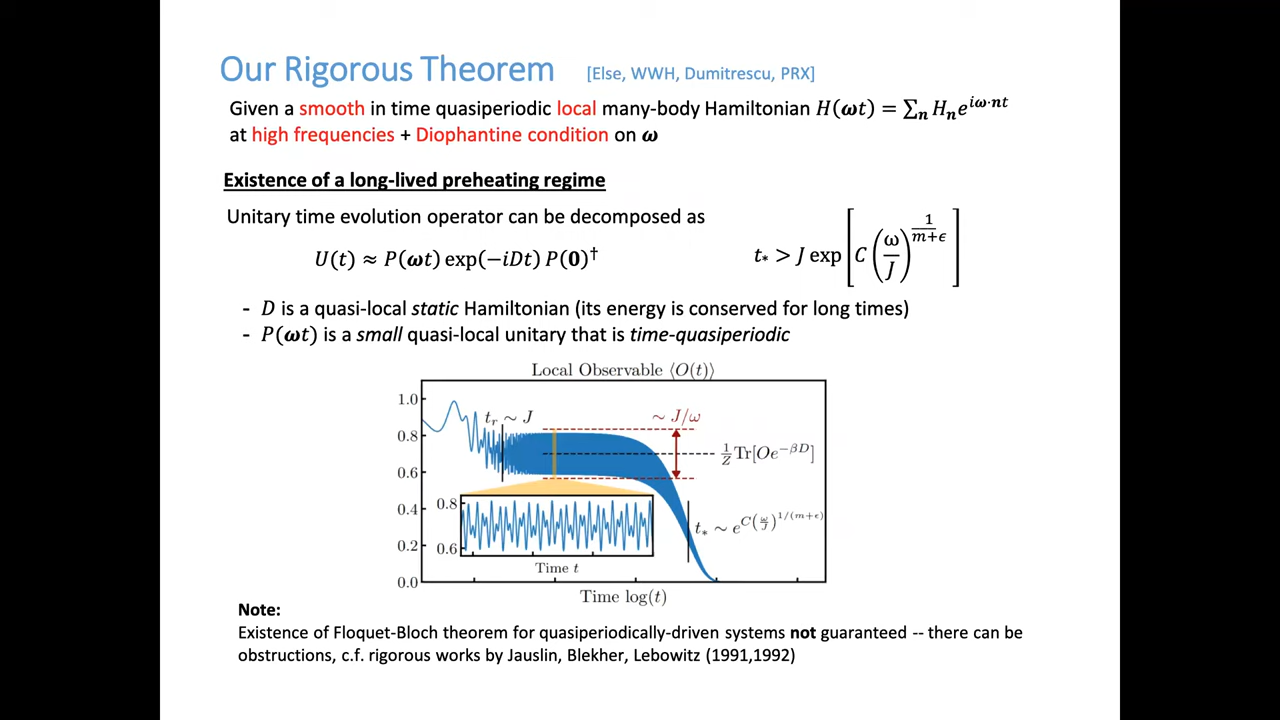 Our Rigorous Theorem [Else, WWH, Dumitrescu, PRX]
Given a smooth in time quasiperiodic local many-body Hamiltonian H(ωt) = ∑ₙ Hₙe^{iω·nt}
at high frequencies + Diophantine condition on ω
Existence of a long-lived preheating regime
Unitary time evolution operator can be decomposed as
U(t) ≈ P(ωt) exp(−iDt) P(0)†
t∗ > J exp[C(ω/J)^{1/(m+ϵ)}]
- D is a quasi-local static Hamiltonian (its energy is conserved for long times)
- P(ωt) is a small quasi-local unitary that is time-quasiperiodic
Local Observable ⟨O(t)⟩
1.0
0.8
0.6
0.4
0.2
0.0
t_r ∼ J
∼ J/ω
1/Z Tr[Oe^{−βD}]
t∗ ∼ e^{C(ω/J)^{1/(m+ϵ)}}
0.8
0.6
Time t
Time log(t)
Note:
Existence of Floquet-Bloch theorem for quasiperiodically-driven systems not guaranteed -- there can be
obstructions, c.f. rigorous works by Jauslin, Blekher, Lebowitz (1991,1992)